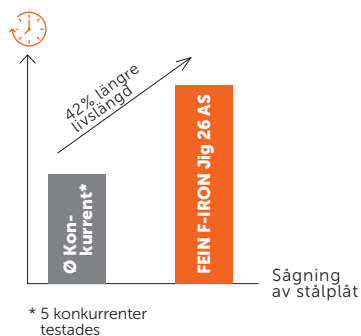 42% längre
livslängd
Ø Kon-
kurrent*
FEIN F-IRON Jig 26 AS
Sågning
av stålplåt
* 5 konkurrenter
testades